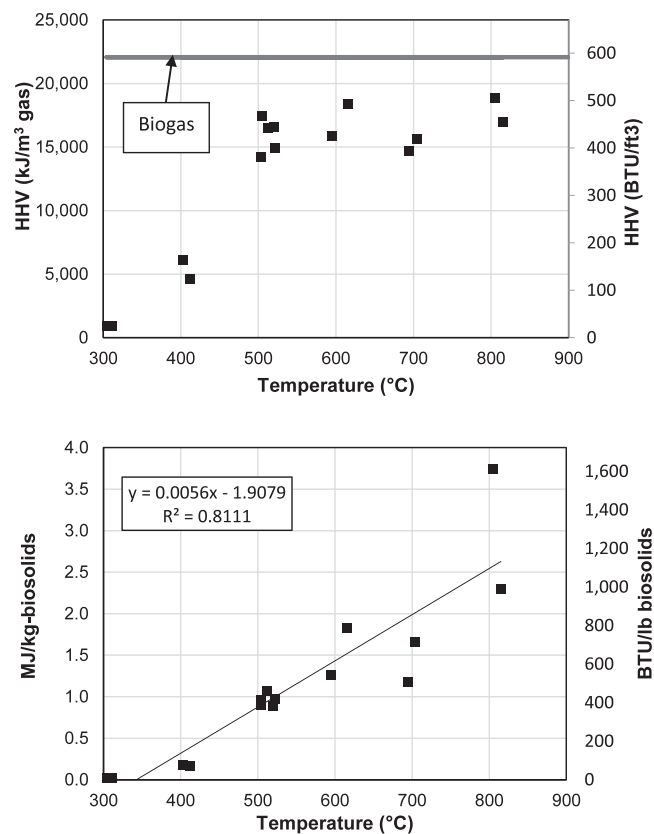 25,000
20,000
15,000
10,000
5,000
0
HHV (kJ/m³ gas)
Biogas
600
500
400
300
200
100
0
HHV (BTU/ft3)
300 400 500 600 700 800 900
Temperature (°C)
4.0
3.5
3.0
2.5
2.0
1.5
1.0
0.5
0.0
MJ/kg-biosolids
y = 0.0056x - 1.9079
R² = 0.8111
1,600
1,400
1,200
1,000
800
600
400
200
0
BTU/lb biosolids
300 400 500 600 700 800 900
Temperature (°C)